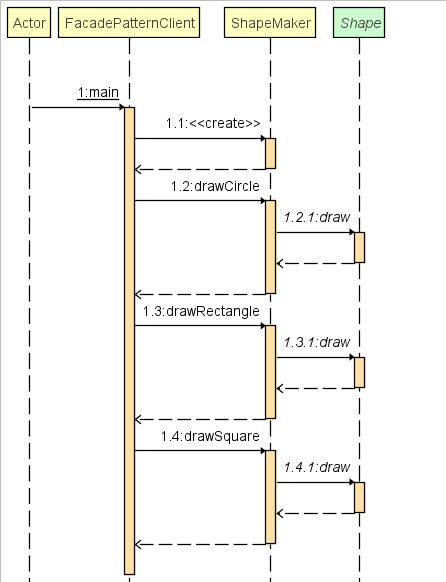 Actor FacadePatternClient ShapeMaker Shape
1:main
1.1:<<create>>
1.2:drawCircle
1.2.1:draw
1.3:drawRectangle
1.3.1:draw
1.4:drawSquare
1.4.1:draw